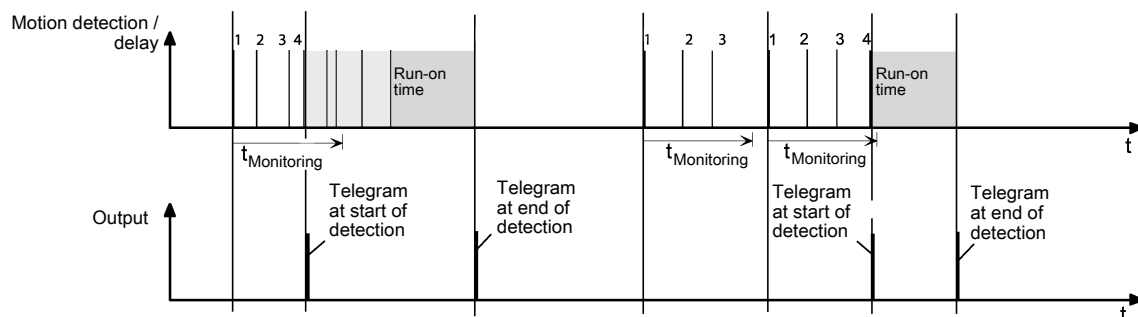 Motion detection /
delay
1 2 3 4
Run-on
time
1 2 3
1 2 3 4
Run-on
time
t
tMonitoring
tMonitoring
tMonitoring
Output
Telegram
at start of
detection
Telegram
at end of
detection
Telegram
at start of
detection
Telegram
at end of
detection
t